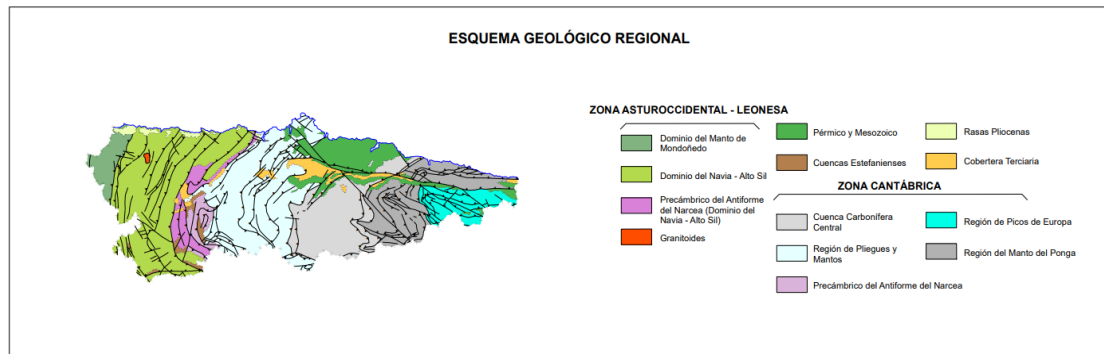 ESQUEMA GEOLÓGICO REGIONAL
ZONA ASTUROCCIDENTAL - LEONESA
Dominio del Manto de
Mondoñedo
Dominio del Navia - Alto Sil
Precámbrico del Antiforme
del Narcea (Dominio del
Navia - Alto Sil)
Granitoides
Pérmico y Mesozoico
Cuencas Estefanienses
Rasas Pliocenas
Cobertera Terciaria
ZONA CANTÁBRICA
Cuenca Carbonífera
Central
Región de Pliegues y
Mantos
Precámbrico del Antiforme del Narcea
Región de Picos de Europa
Región del Manto del Ponga